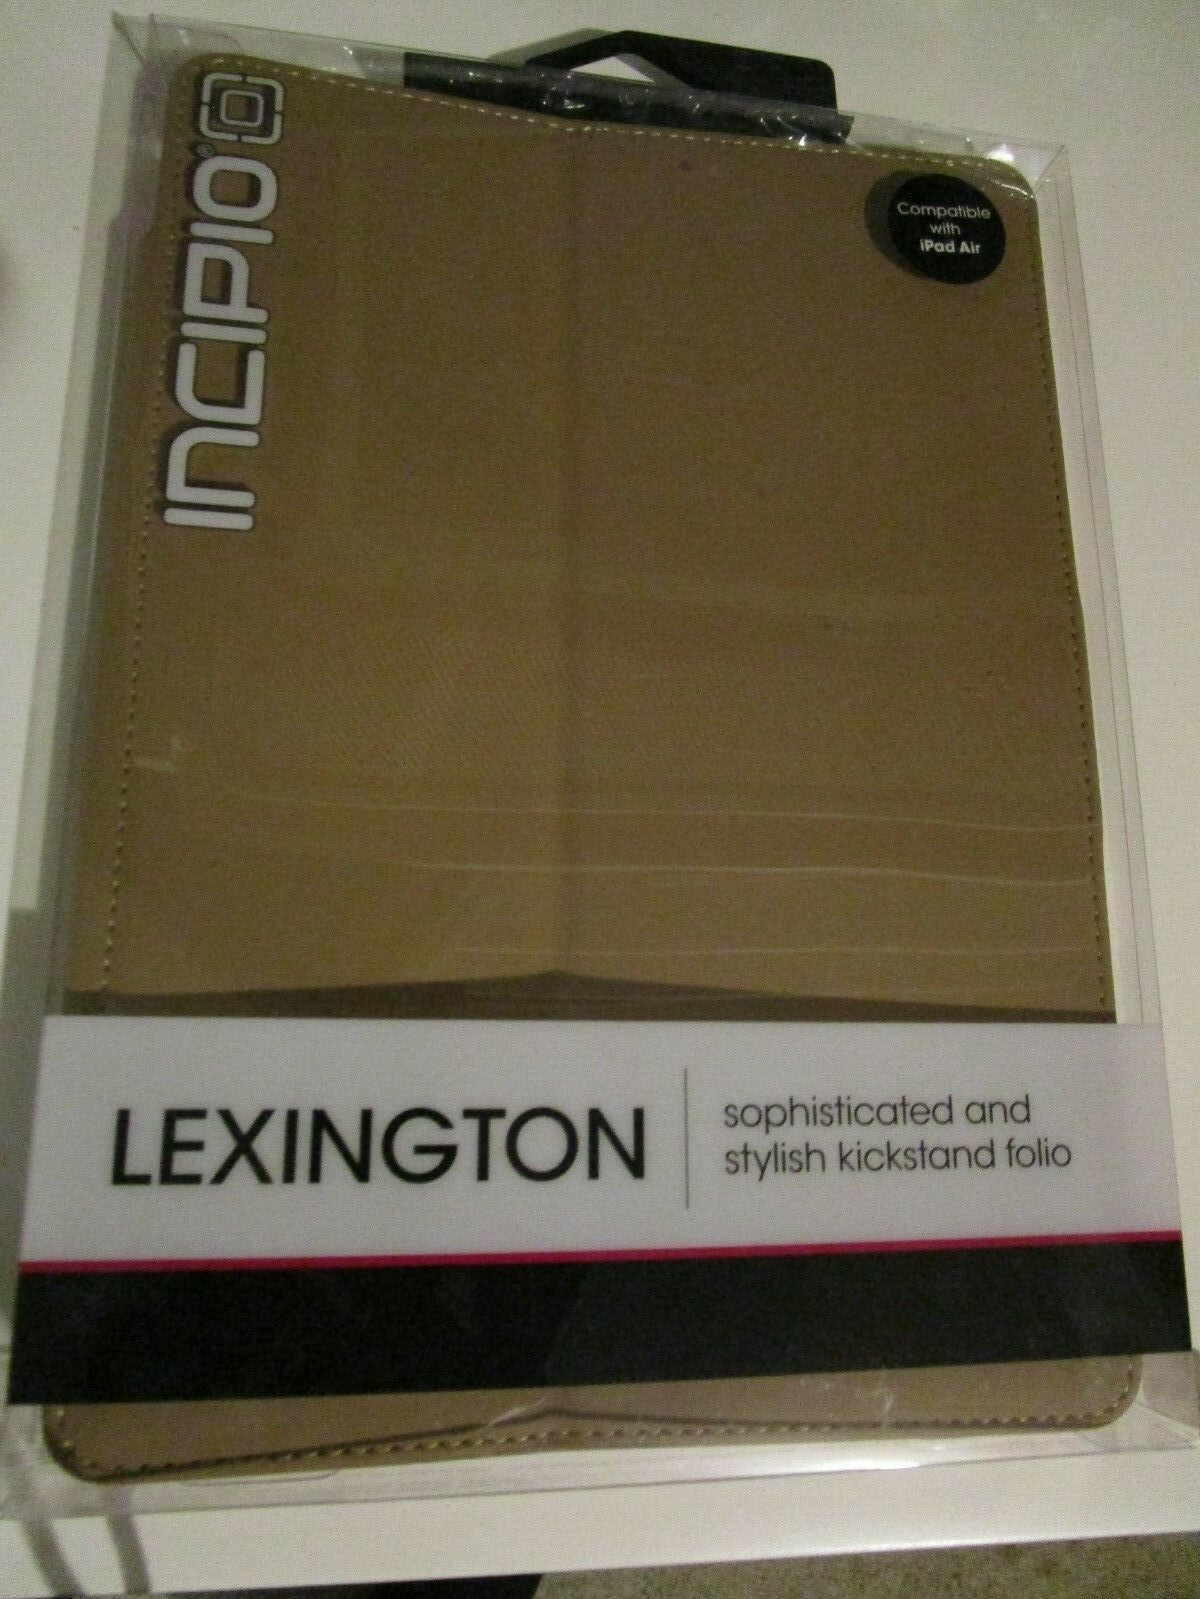 INCIPIO®
Compatible
with
iPad Air
LEXINGTON
sophisticated and
stylish kickstand folio